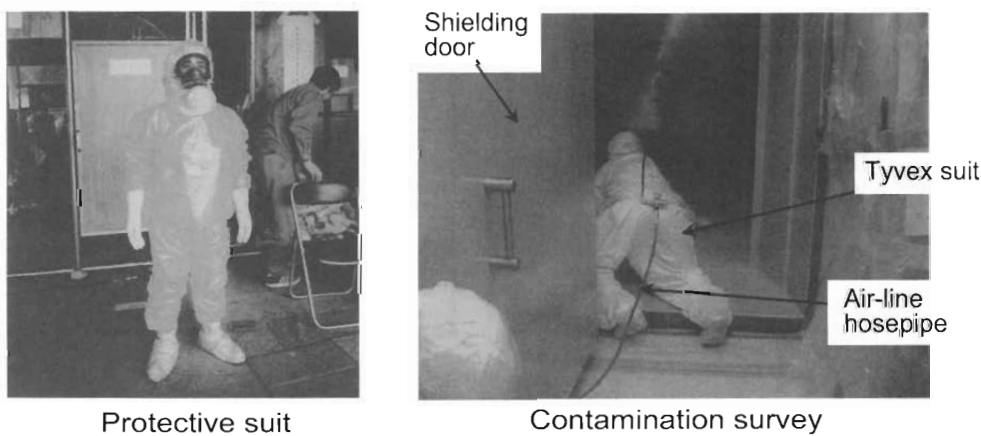 Shielding
door
Tyvex suit
Air-line
hosepipe
Protective suit
Contamination survey